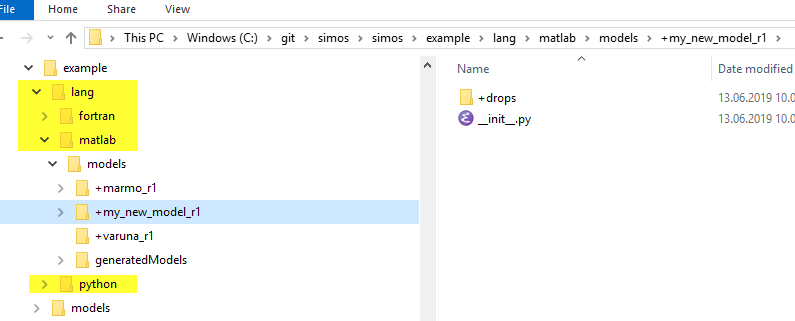 File Home Share View
This PC > Windows (C:) > git > simos > simos > example > lang > matlab > models > +my_new_model_r1 >
example
lang
fortran
matlab
models
+marmo_r1
+my_new_model_r1
+varuna_r1
generatedModels
python
models
Name Date modified
+drops 13.06.2019 10.0
__init__.py 13.06.2019 10.0